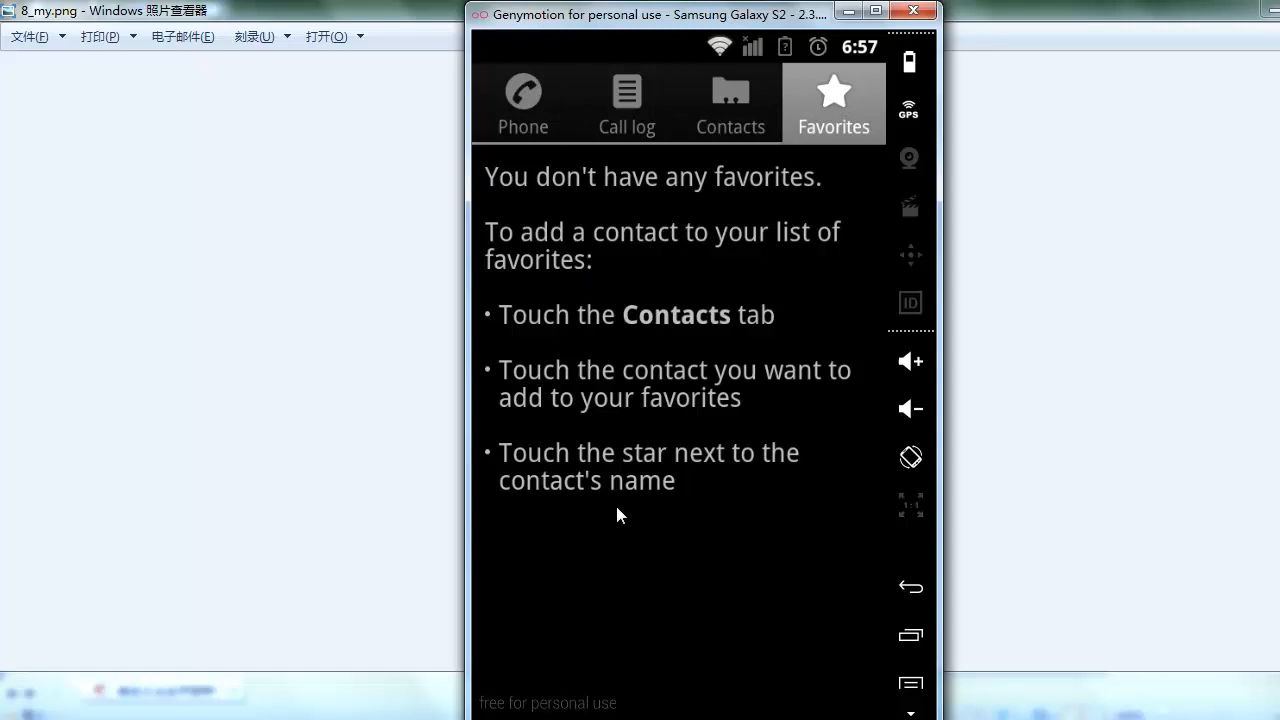 8_my.png - Windows 照片查看器
文件(F) 打印(P) 电子邮件(E) 刻录(U) 打开(O)
Genymotion for personal use - Samsung Galaxy S2 - 2.3....
6:57
Phone Call log Contacts Favorites
GPS
You don't have any favorites.
To add a contact to your list of
favorites:
• Touch the Contacts tab
• Touch the contact you want to
add to your favorites
• Touch the star next to the
contact's name
ID
1:1
free for personal use